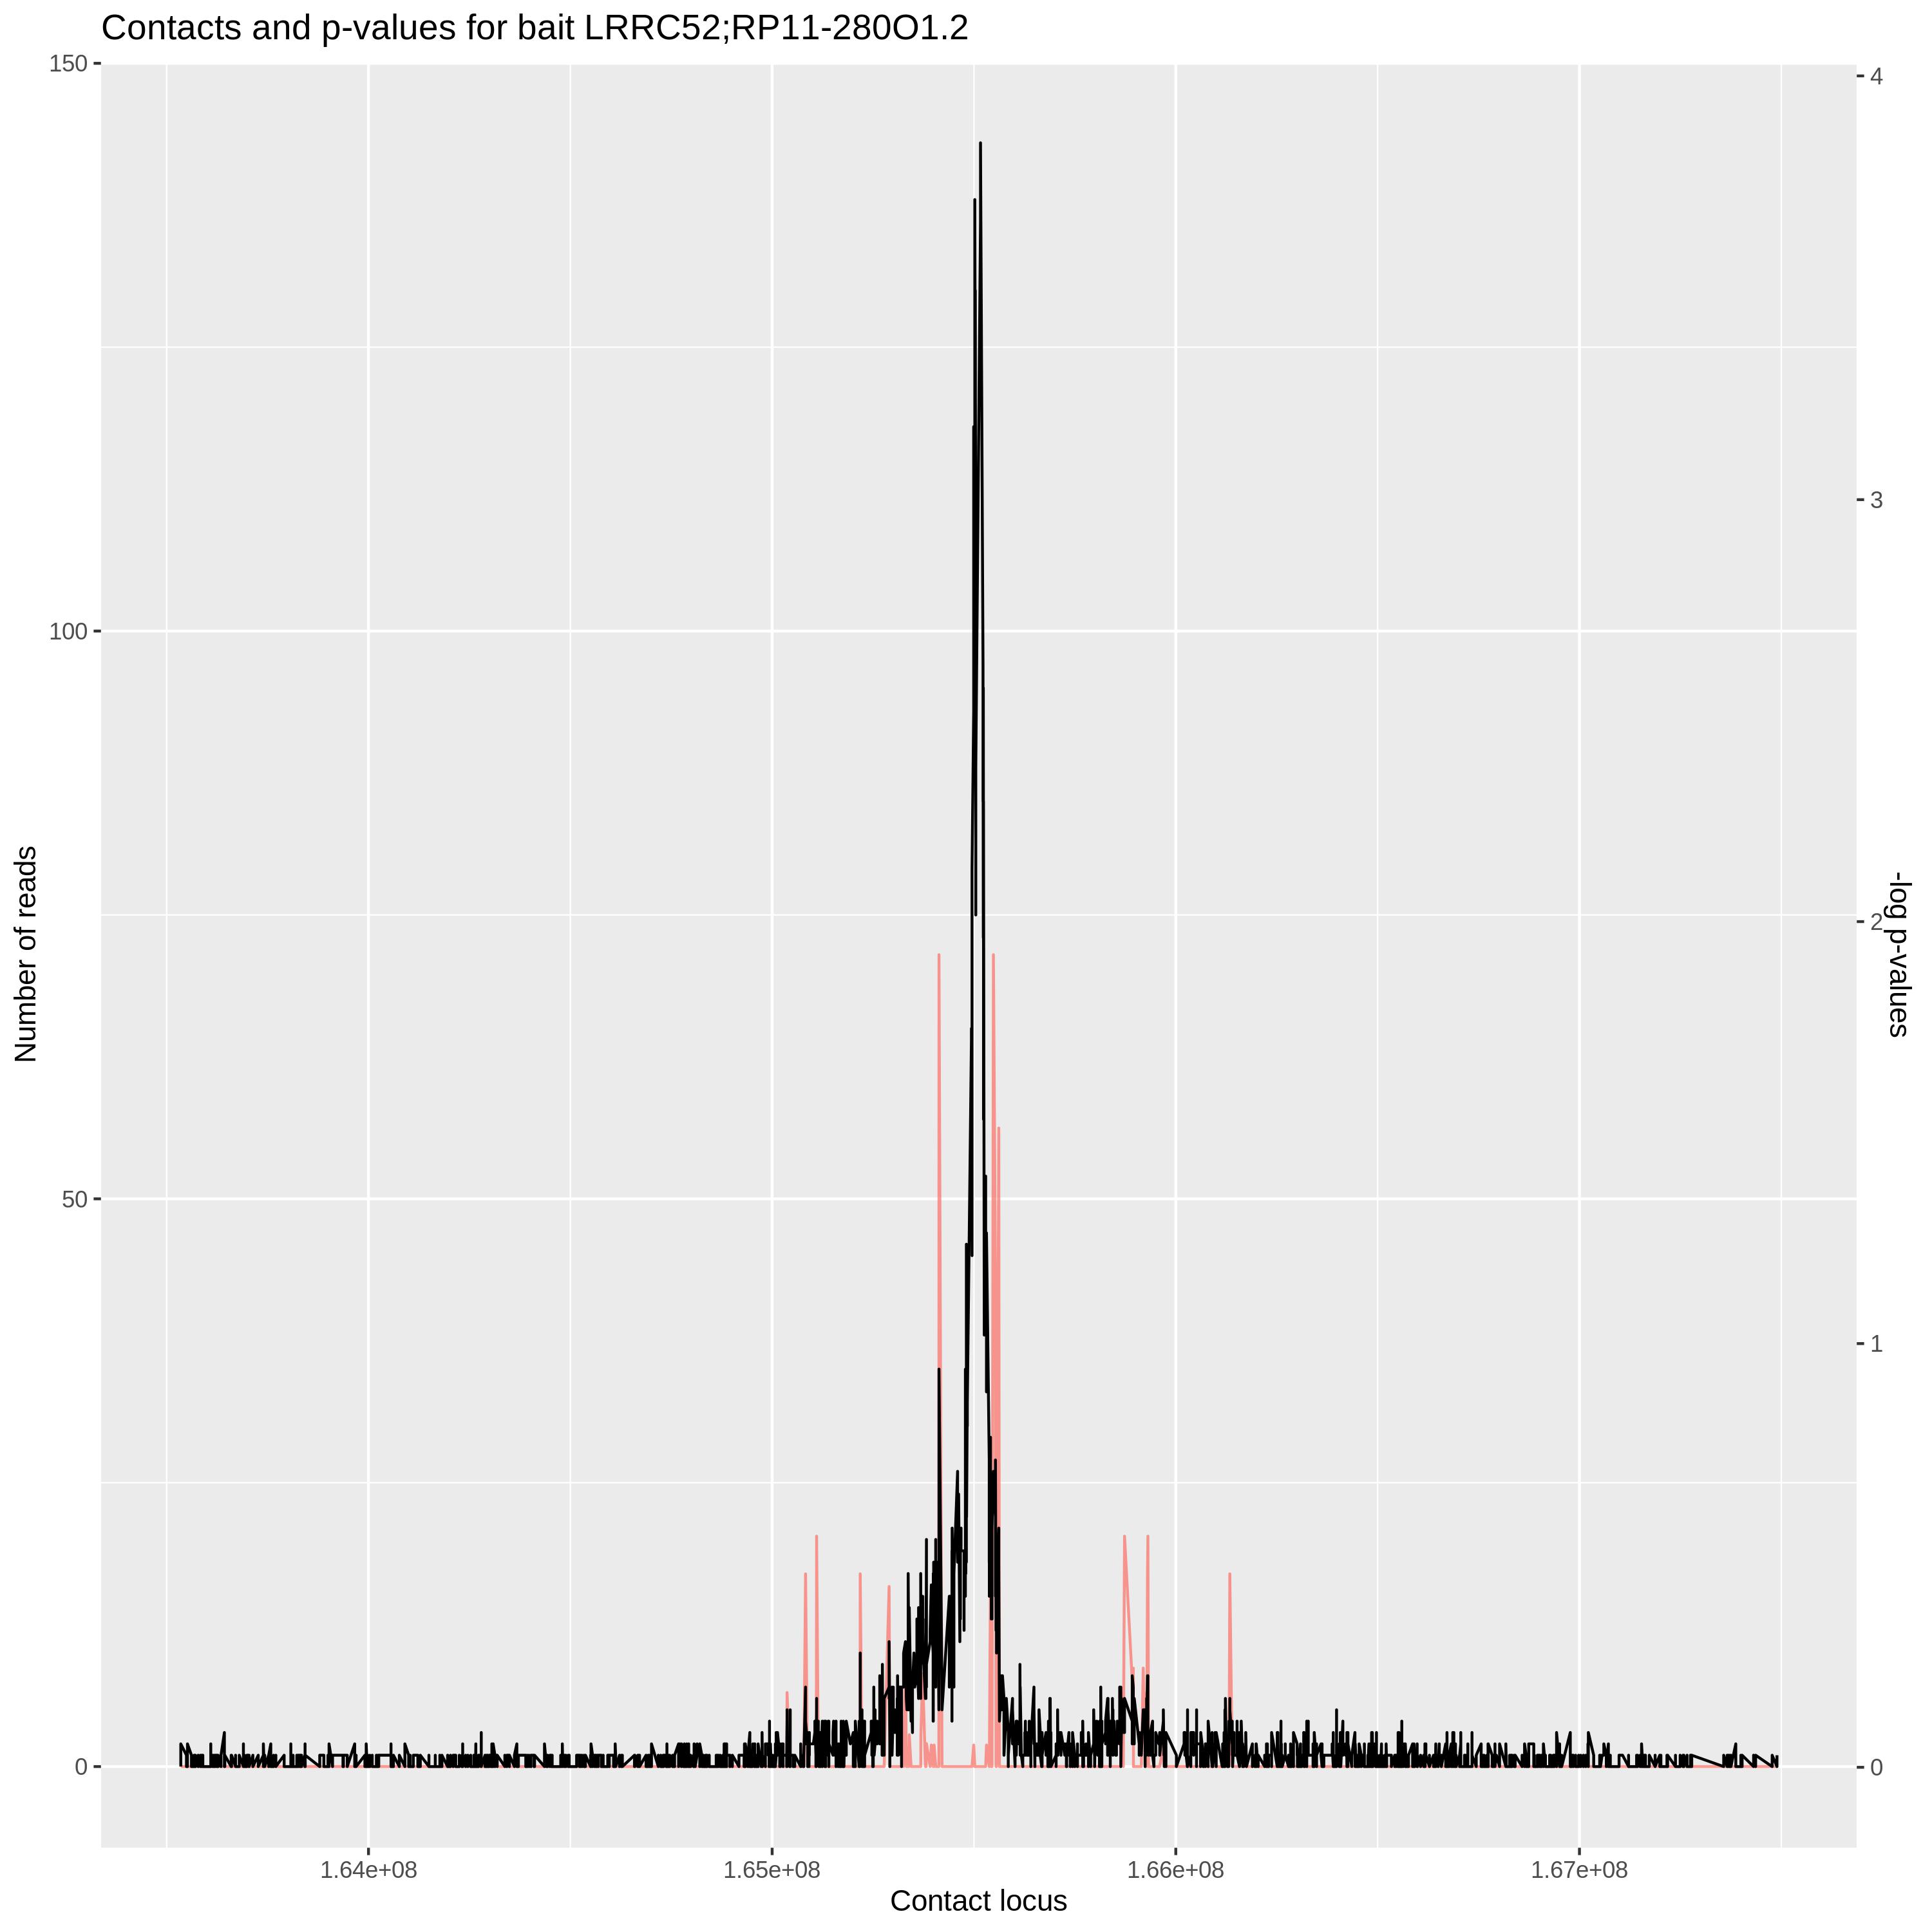 Contacts and p-values for bait LRRC52;RP11-280O1.2
150
100
50
0
Number of reads
4
3
2
1
0
-log p-values
1.64e+08
1.65e+08
1.66e+08
1.67e+08
Contact locus